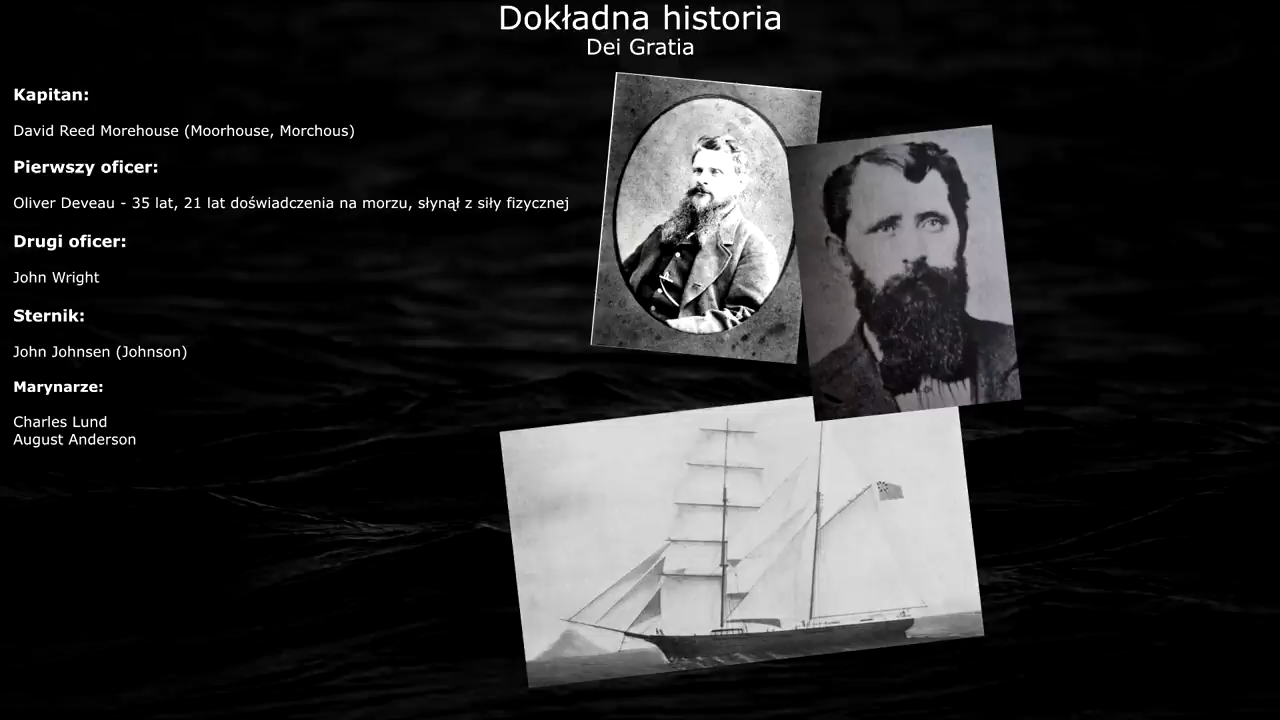 Dokładna historia
Dei Gratia
Kapitan:
David Reed Morehouse (Moorhouse, Morchous)
Pierwszy oficer:
Oliver Deveau - 35 lat, 21 lat doświadczenia na morzu, słynął z siły fizycznej
Drugi oficer:
John Wright
Sternik:
John Johnsen (Johnson)
Marynarze:
Charles Lund
August Anderson